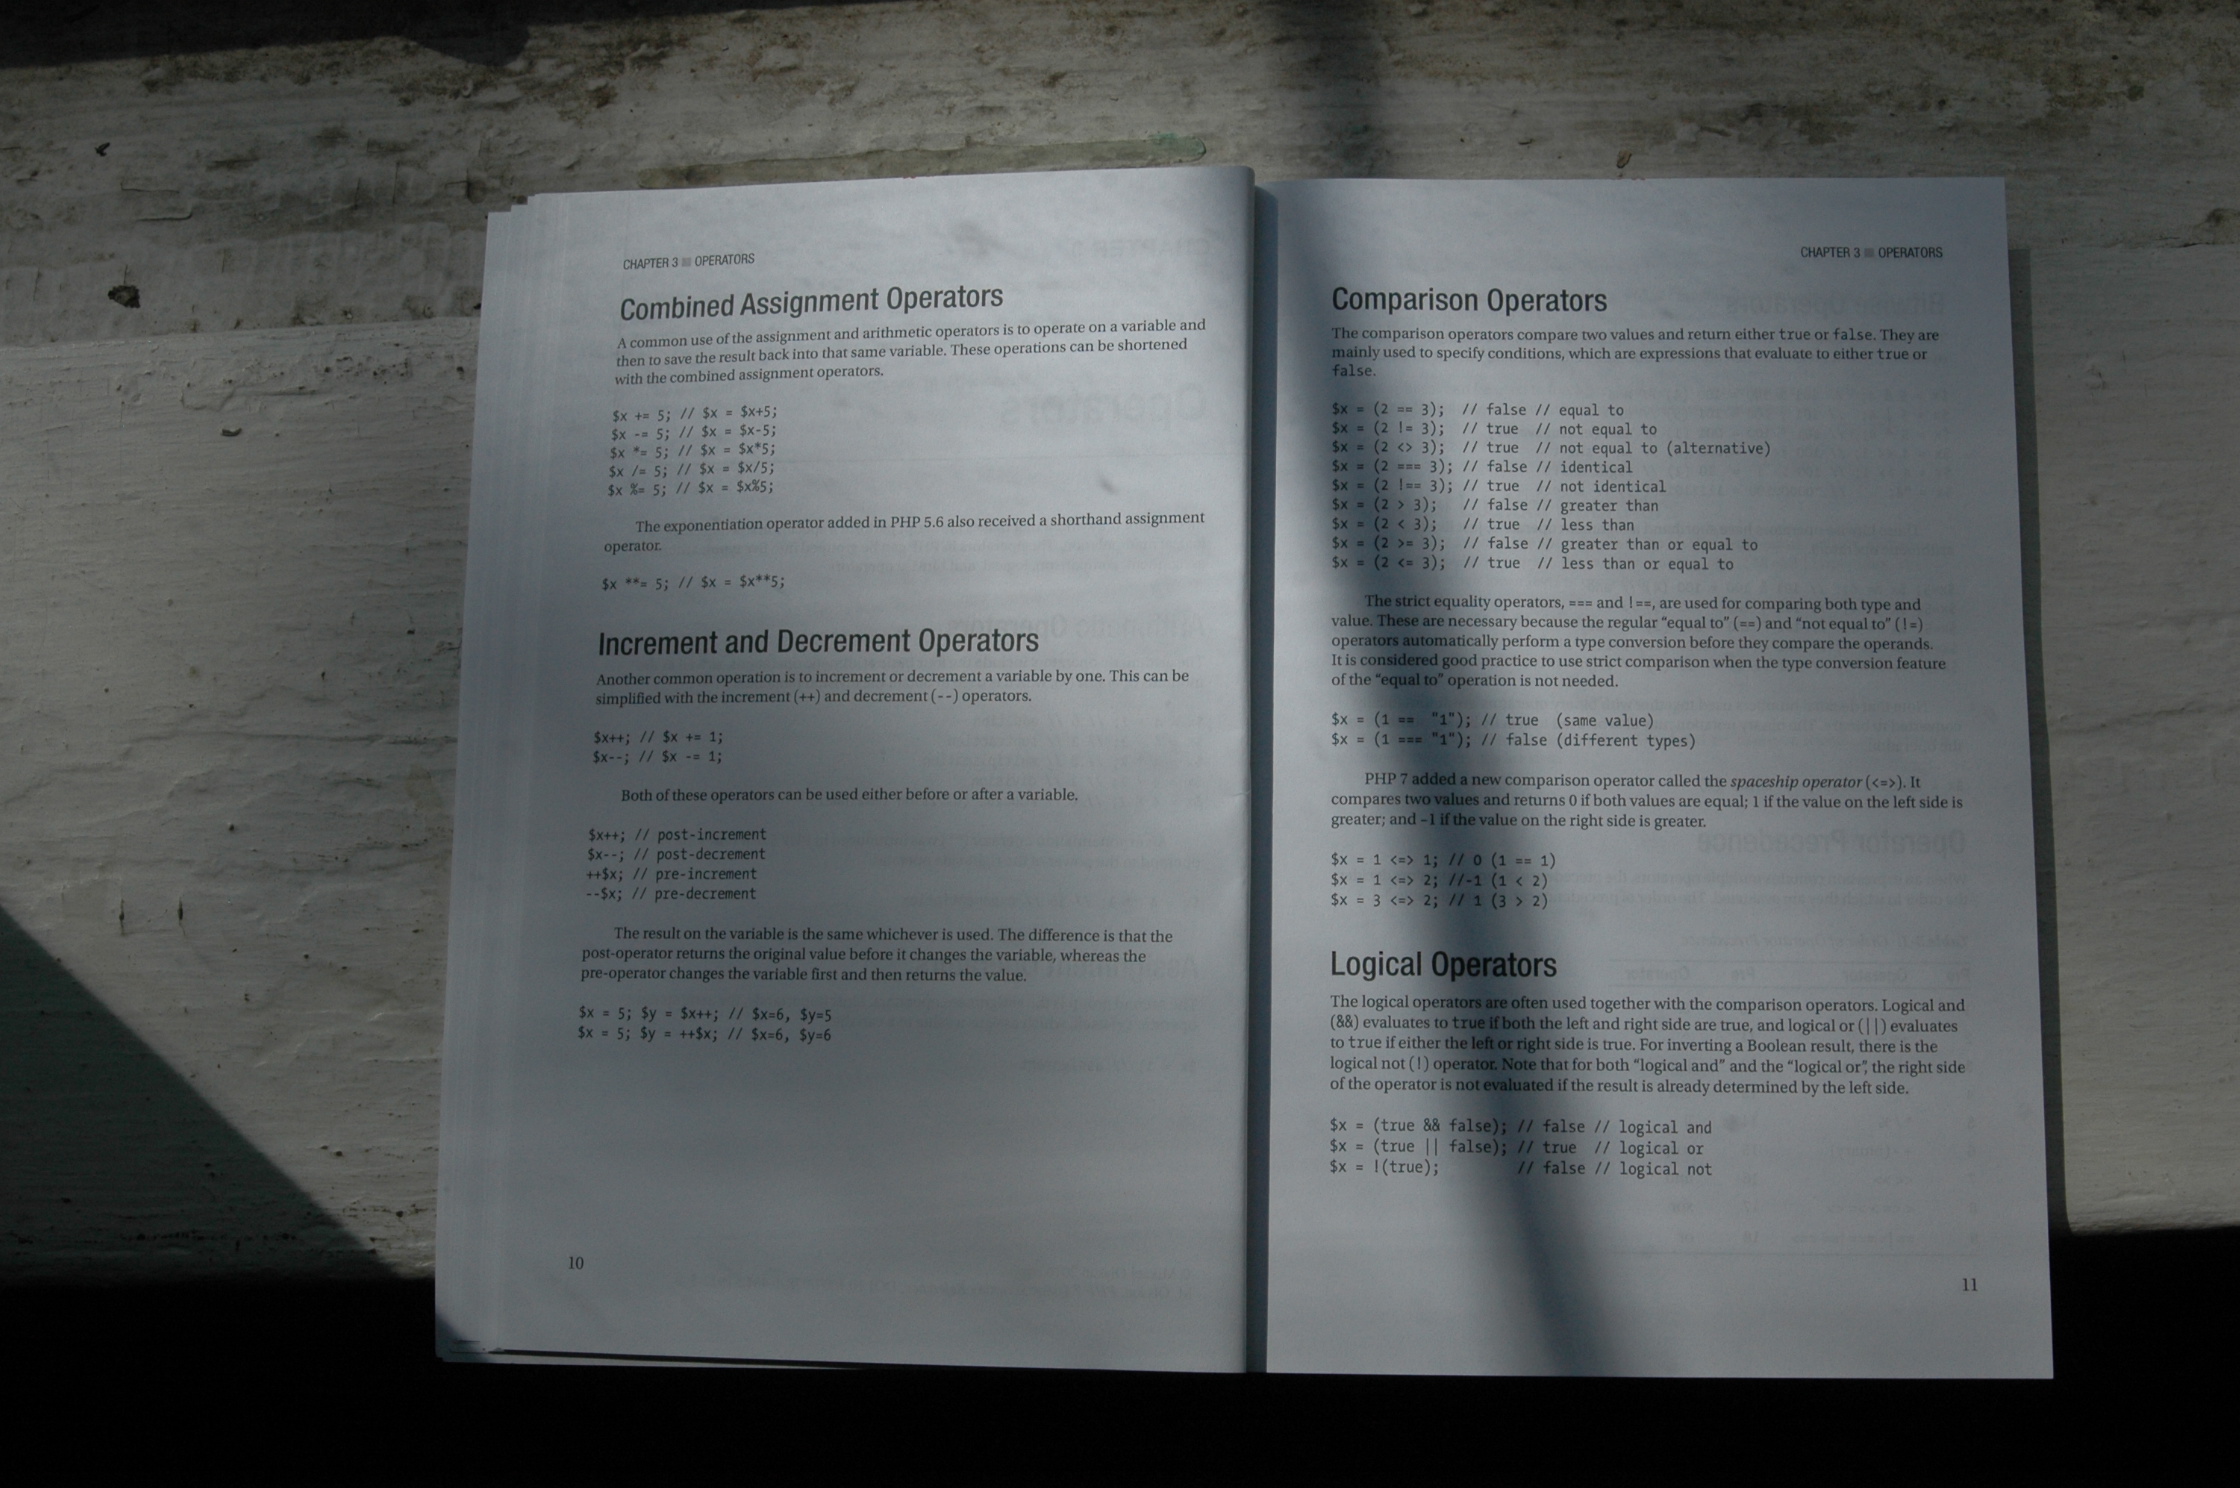 CHAPTER 3 ■ OPERATORS
Combined Assignment Operators
A common use of the assignment and arithmetic operators is to operate on a variable and
then to save the result back into that same variable. These operations can be shortened
with the combined assignment operators.
$x += 5; // $x = $x+5;
$x -= 5; // $x = $x-5;
$x *= 5; // $x = $x*5;
$x /= 5; // $x = $x/5;
$x %= 5; // $x = $x%5;
The exponentiation operator added in PHP 5.6 also received a shorthand assignment
operator.
$x **= 5; // $x = $x**5;
Increment and Decrement Operators
Another common operation is to increment or decrement a variable by one. This can be
simplified with the increment (++) and decrement (--) operators.
$x++; // $x += 1;
$x--; // $x -= 1;
Both of these operators can be used either before or after a variable.
$x++; // post-increment
$x--; // post-decrement
++$x; // pre-increment
--$x; // pre-decrement
The result on the variable is the same whichever is used. The difference is that the
post-operator returns the original value before it changes the variable, whereas the
pre-operator changes the variable first and then returns the value.
$x = 5; $y = $x++; // $x=6, $y=5
$x = 5; $y = ++$x; // $x=6, $y=6
10
CHAPTER 3 ■ OPERATORS
Comparison Operators
The comparison operators compare two values and return either true or false. They are
mainly used to specify conditions, which are expressions that evaluate to either true or
false.
$x = (2 == 3);  // false // equal to
$x = (2 != 3);  // true  // not equal to
$x = (2 <> 3);  // true  // not equal to (alternative)
$x = (2 === 3); // false // identical
$x = (2 !== 3); // true  // not identical
$x = (2 > 3);   // false // greater than
$x = (2 < 3);   // true  // less than
$x = (2 >= 3);  // false // greater than or equal to
$x = (2 <= 3);  // true  // less than or equal to
The strict equality operators, === and !==, are used for comparing both type and
value. These are necessary because the regular “equal to” (==) and “not equal to” (!=)
operators automatically perform a type conversion before they compare the operands.
It is considered good practice to use strict comparison when the type conversion feature
of the “equal to” operation is not needed.
$x = (1 ==  "1"); // true  (same value)
$x = (1 === "1"); // false (different types)
PHP 7 added a new comparison operator called the spaceship operator (<=>). It
compares two values and returns 0 if both values are equal; 1 if the value on the left side is
greater; and -1 if the value on the right side is greater.
$x = 1 <=> 1; // 0 (1 == 1)
$x = 1 <=> 2; //-1 (1 < 2)
$x = 3 <=> 2; // 1 (3 > 2)
Logical Operators
The logical operators are often used together with the comparison operators. Logical and
(&&) evaluates to true if both the left and right side are true, and logical or (||) evaluates
to true if either the left or right side is true. For inverting a Boolean result, there is the
logical not (!) operator. Note that for both “logical and” and the “logical or”, the right side
of the operator is not evaluated if the result is already determined by the left side.
$x = (true && false); // false // logical and
$x = (true || false); // true  // logical or
$x = !(true);         // false // logical not
11